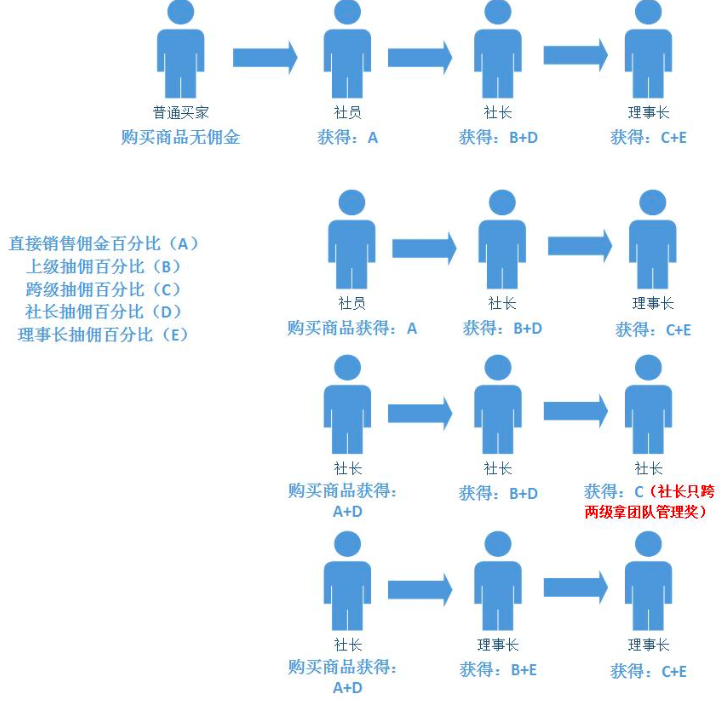 普通买家
社员
社长
理事长
购买商品无佣金
获得：A
获得：B+D
获得：C+E
直接销售佣金百分比（A）
上级抽佣百分比（B）
跨级抽佣百分比（C）
社长抽佣百分比（D）
理事长抽佣百分比（E）
社员
社长
理事长
购买商品获得：A
获得：B+D
获得：C+E
社长
社长
社长
购买商品获得：
A+D
获得：B+D
获得：C（社长只跨
两级拿团队管理奖）
社长
理事长
理事长
购买商品获得：
A+D
获得：B+E
获得：C+E